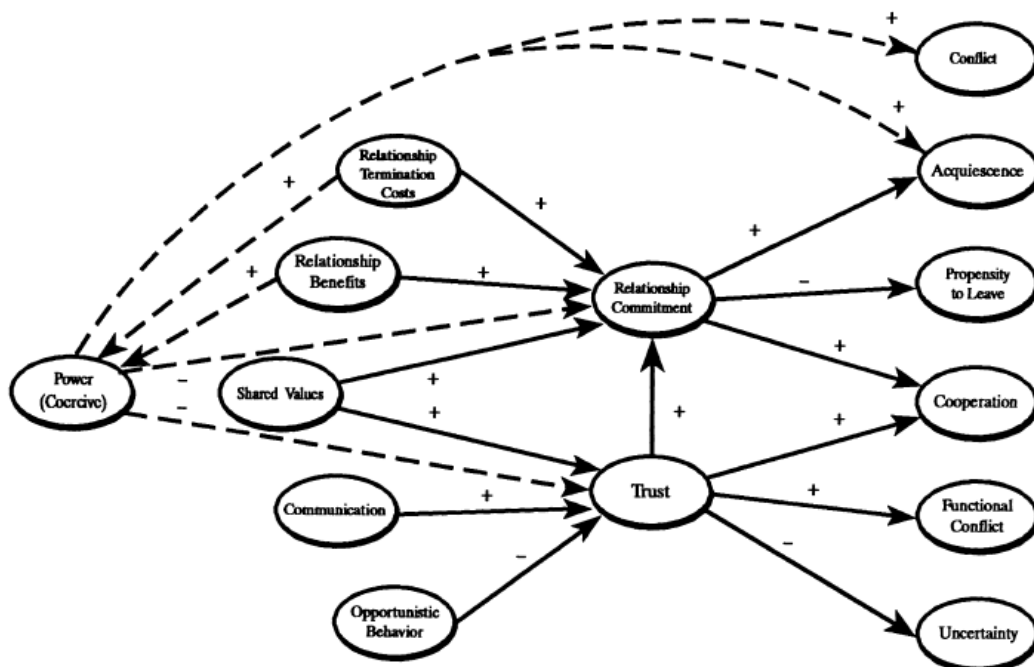 +
Conflict
+
+
Relationship
Termination
Costs
+
+
Acquiescence
+
Relationship
Benefits
+
Relationship
Commitment
−
Propensity
to Leave
Power
(Coercive)
−
−
Shared Values
+
+
+
+
+
Cooperation
Communication
+
Trust
+
Functional
Conflict
−
−
Opportunistic
Behavior
Uncertainty